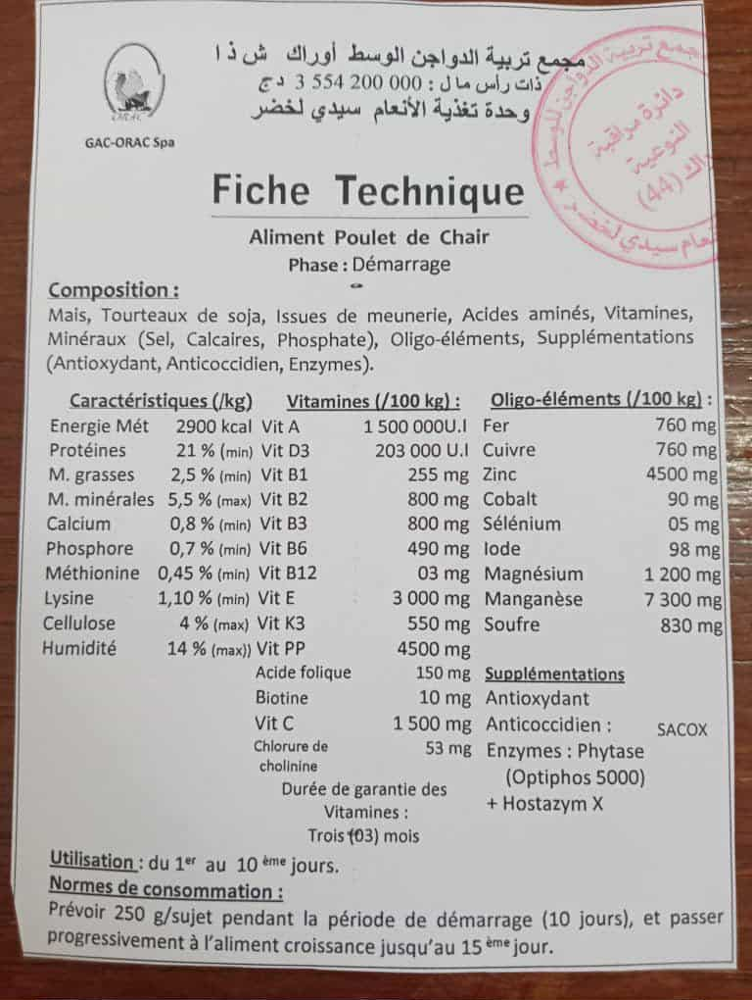 مجمع تربية الدواجن الوسط أوراك ش ذ ا
ذات رأس مال : 000 200 554 3 دج
وحدة تغذية الأنعام سيدي لخضر
ORAC
GAC-ORAC Spa
مجمع تربية الدواجن للوسط
دائرة مراقبة
النوعية
(44)
سيدي لخضر
Fiche Technique
Aliment Poulet de Chair
Phase : Démarrage
Composition :
Mais, Tourteaux de soja, Issues de meunerie, Acides aminés, Vitamines,
Minéraux (Sel, Calcaires, Phosphate), Oligo-éléments, Supplémentations
(Antioxydant, Anticoccidien, Enzymes).
Caractéristiques (/kg) Vitamines (/100 kg) : Oligo-éléments (/100 kg) :
Energie Mét 2900 kcal Vit A 1 500 000U.I Fer 760 mg
Protéines 21 % (min) Vit D3 203 000 U.I Cuivre 760 mg
M. grasses 2,5 % (min) Vit B1 255 mg Zinc 4500 mg
M. minérales 5,5 % (max) Vit B2 800 mg Cobalt 90 mg
Calcium 0,8 % (min) Vit B3 800 mg Sélénium 05 mg
Phosphore 0,7 % (min) Vit B6 490 mg Iode 98 mg
Méthionine 0,45 % (min) Vit B12 03 mg Magnésium 1 200 mg
Lysine 1,10 % (min) Vit E 3 000 mg Manganèse 7 300 mg
Cellulose 4 % (max) Vit K3 550 mg Soufre 830 mg
Humidité 14 % (max)) Vit PP 4500 mg
Acide folique 150 mg Supplémentations
Biotine 10 mg Antioxydant
Vit C 1 500 mg Anticoccidien : SACOX
Chlorure de 53 mg Enzymes : Phytase
cholinine (Optiphos 5000)
Durée de garantie des + Hostazym X
Vitamines :
Trois (03) mois
Utilisation : du 1er au 10 ème jours.
Normes de consommation :
Prévoir 250 g/sujet pendant la période de démarrage (10 jours), et passer
progressivement à l'aliment croissance jusqu'au 15 ème jour.